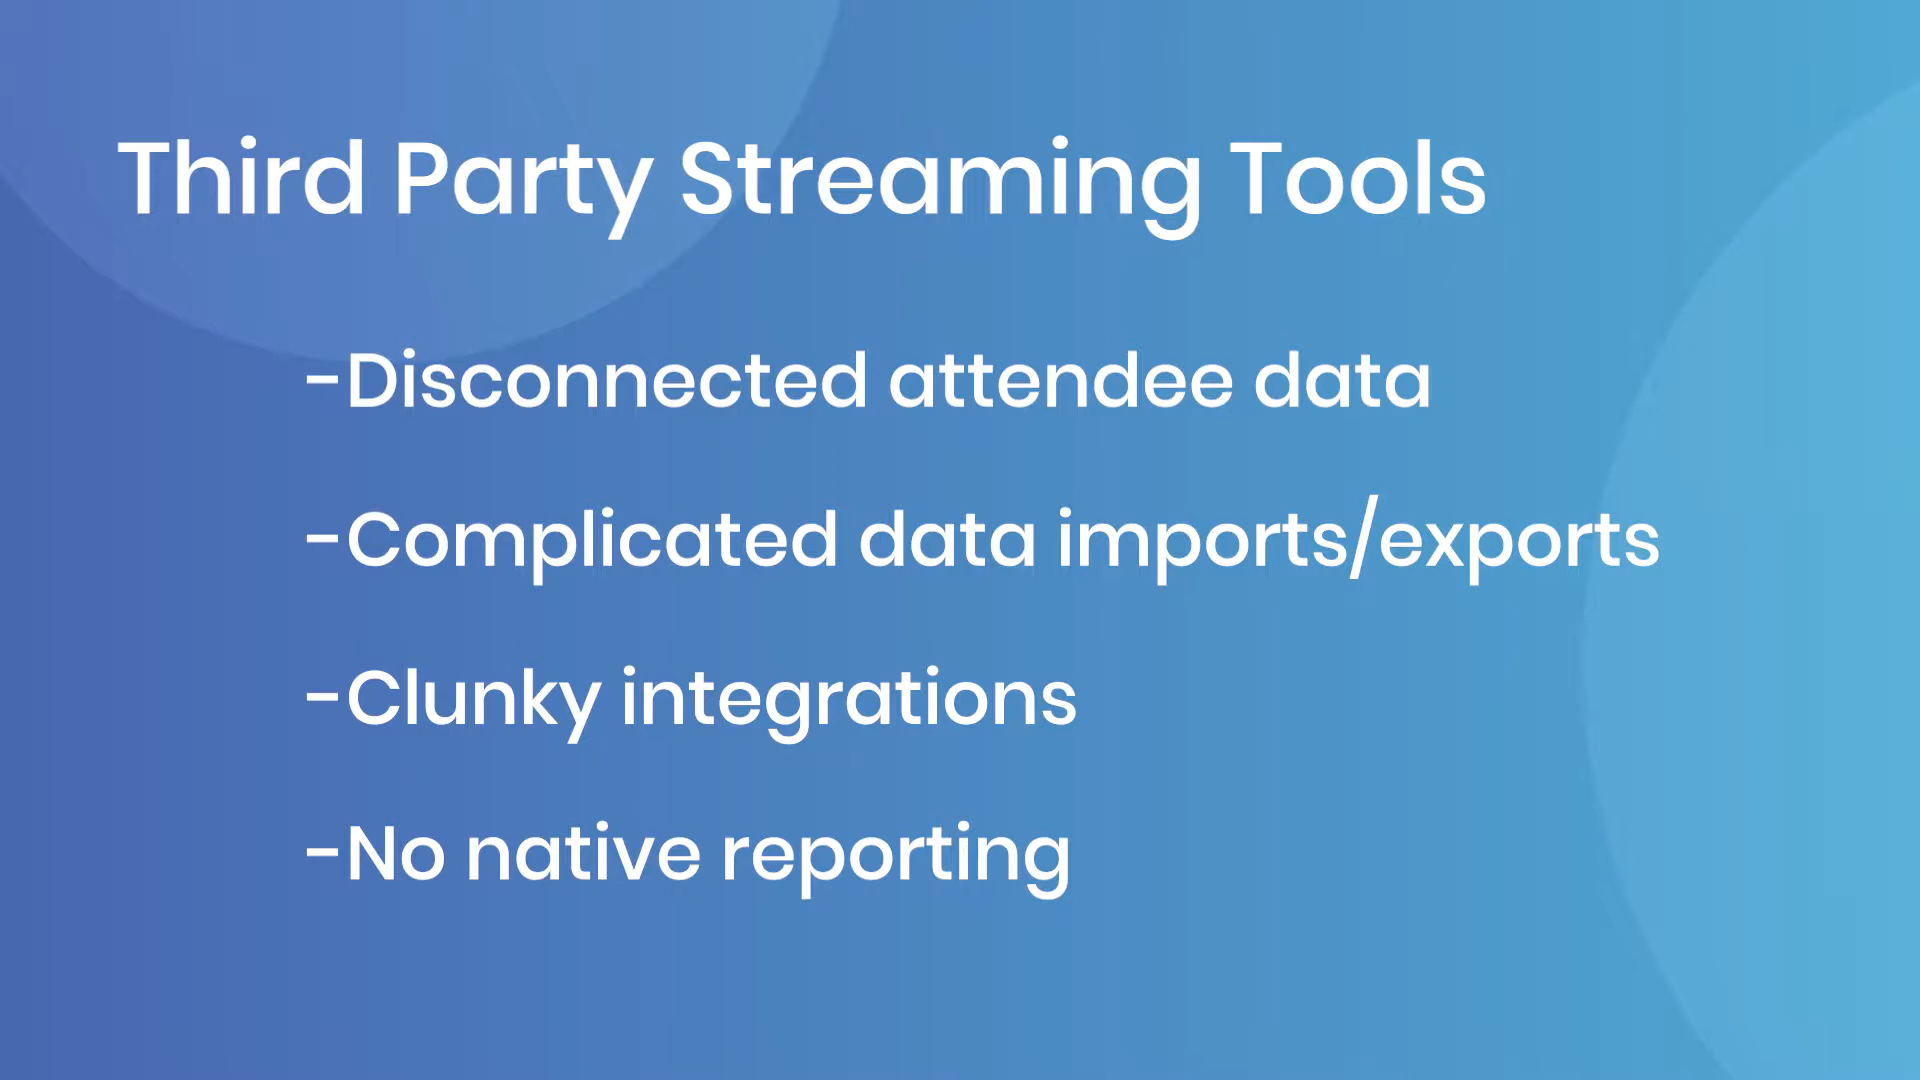 Third Party Streaming Tools
-Disconnected attendee data
-Complicated data imports/exports
-Clunky integrations
-No native reporting